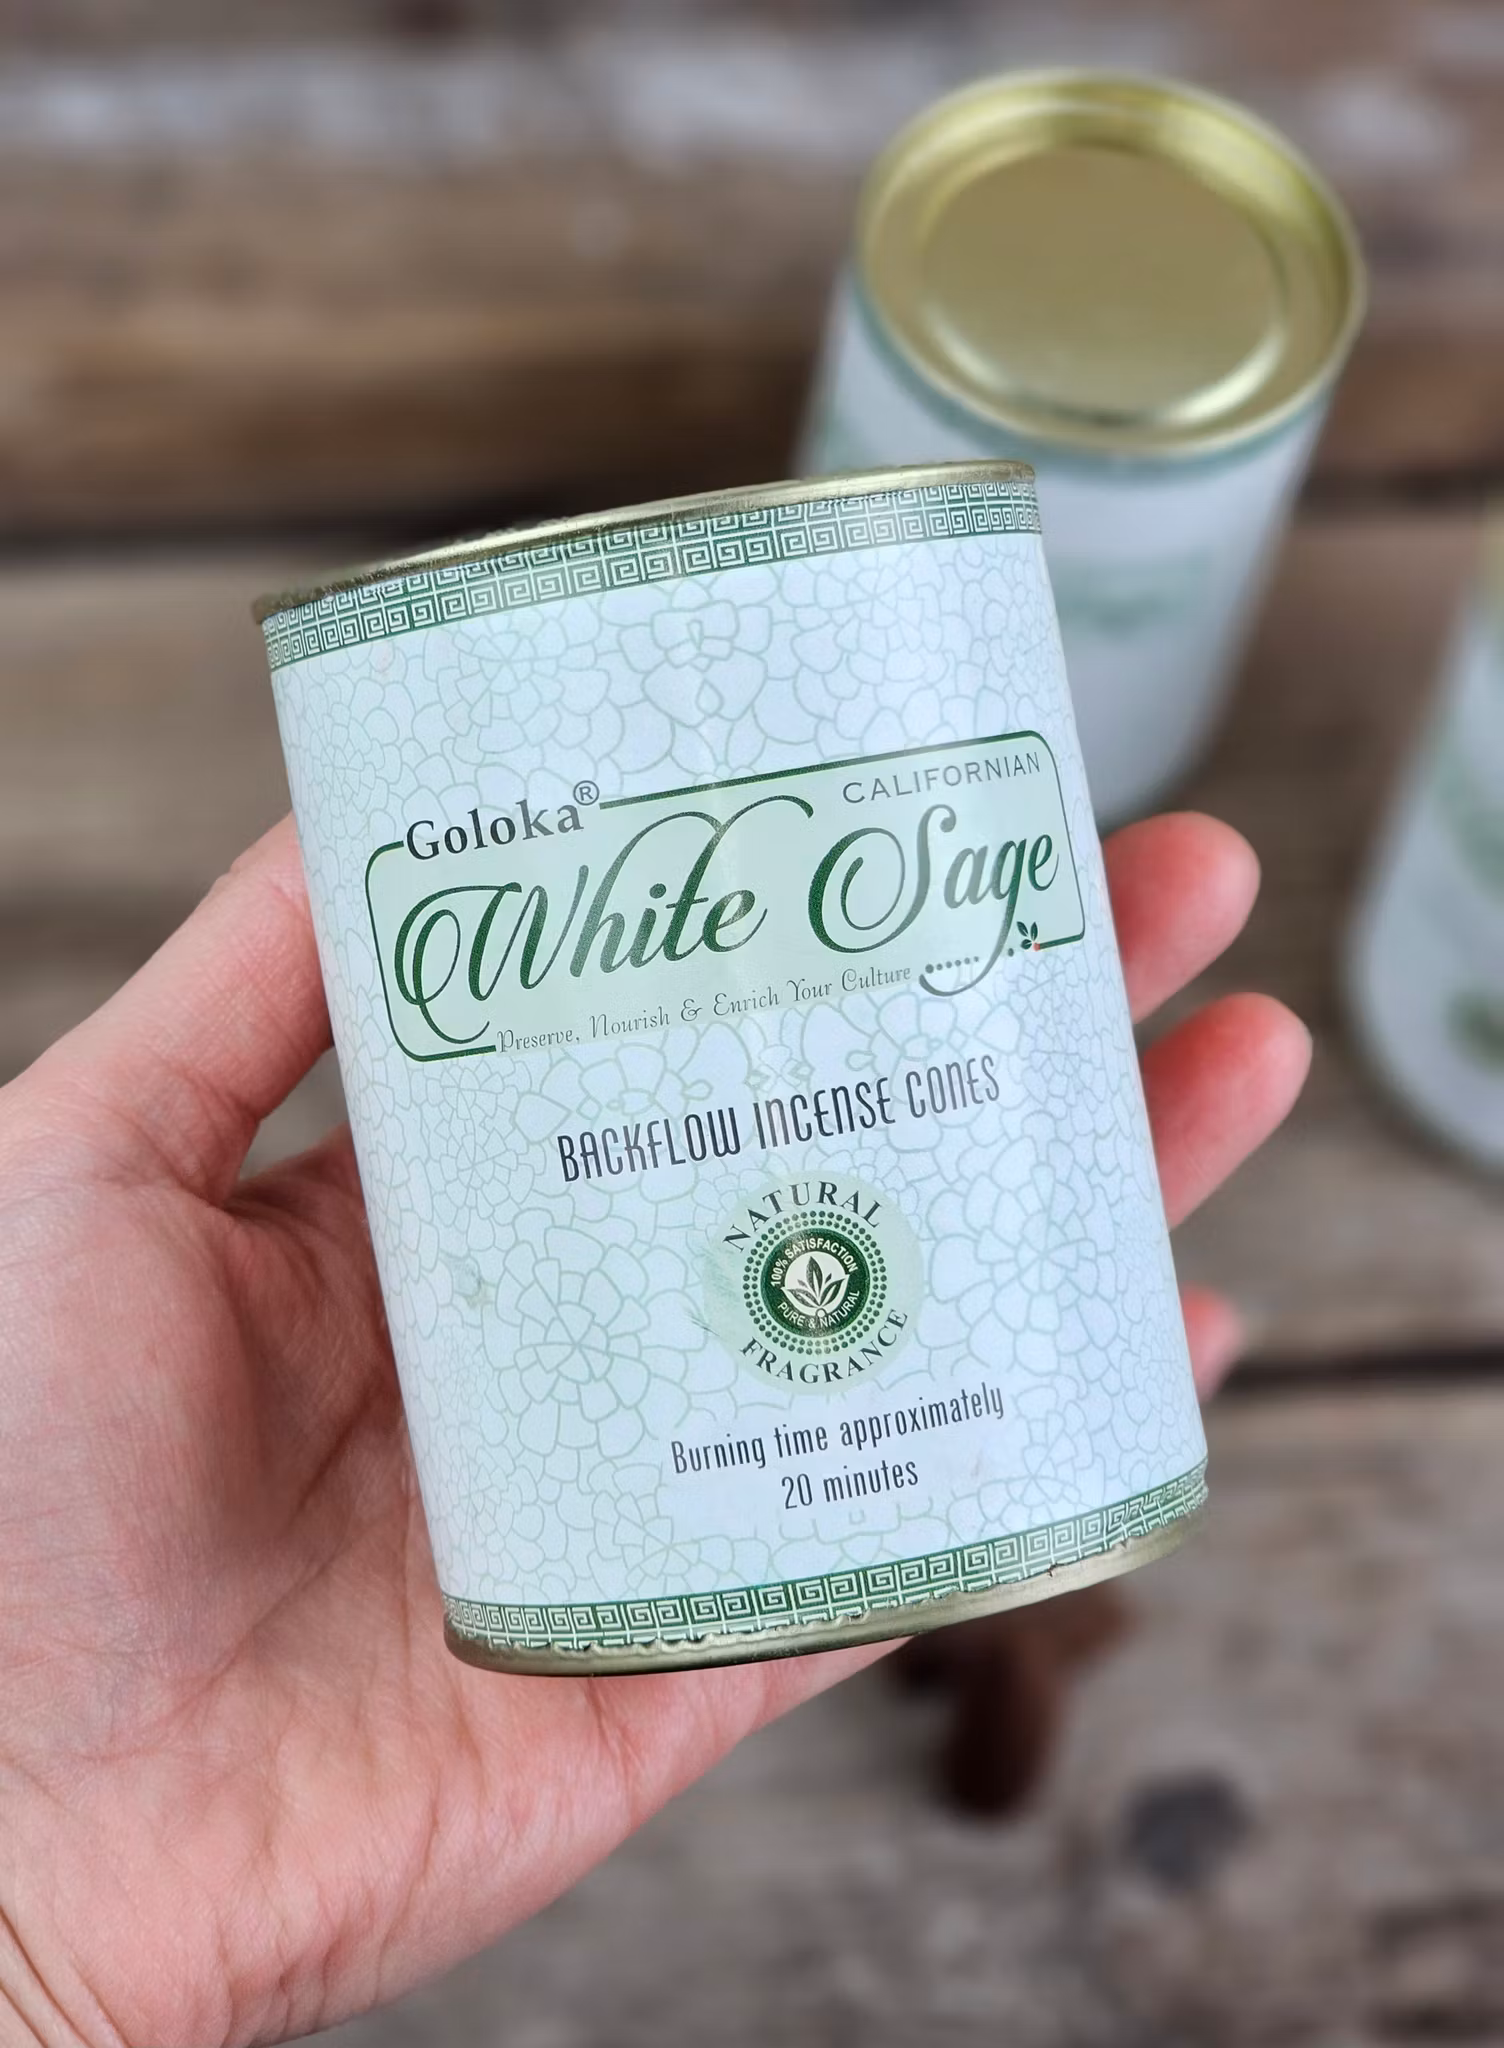 Goloka®
CALIFORNIAN
White Sage
Preserve, Nourish & Enrich Your Culture
BACKFLOW INCENSE CONES
NATURAL
100% SATISFACTION
PURE & NATURAL
FRAGRANCE
Burning time approximately
20 minutes